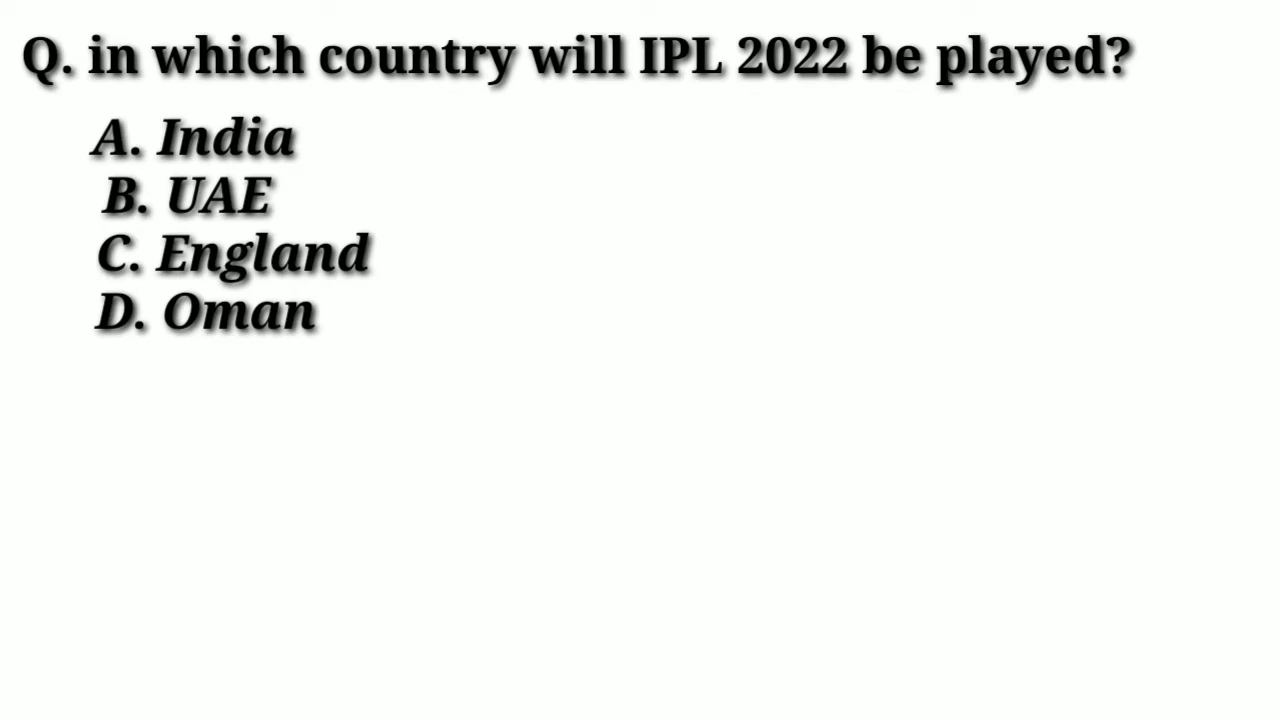 Q. in which country will IPL 2022 be played?
A. India
B. UAE
C. England
D. Oman